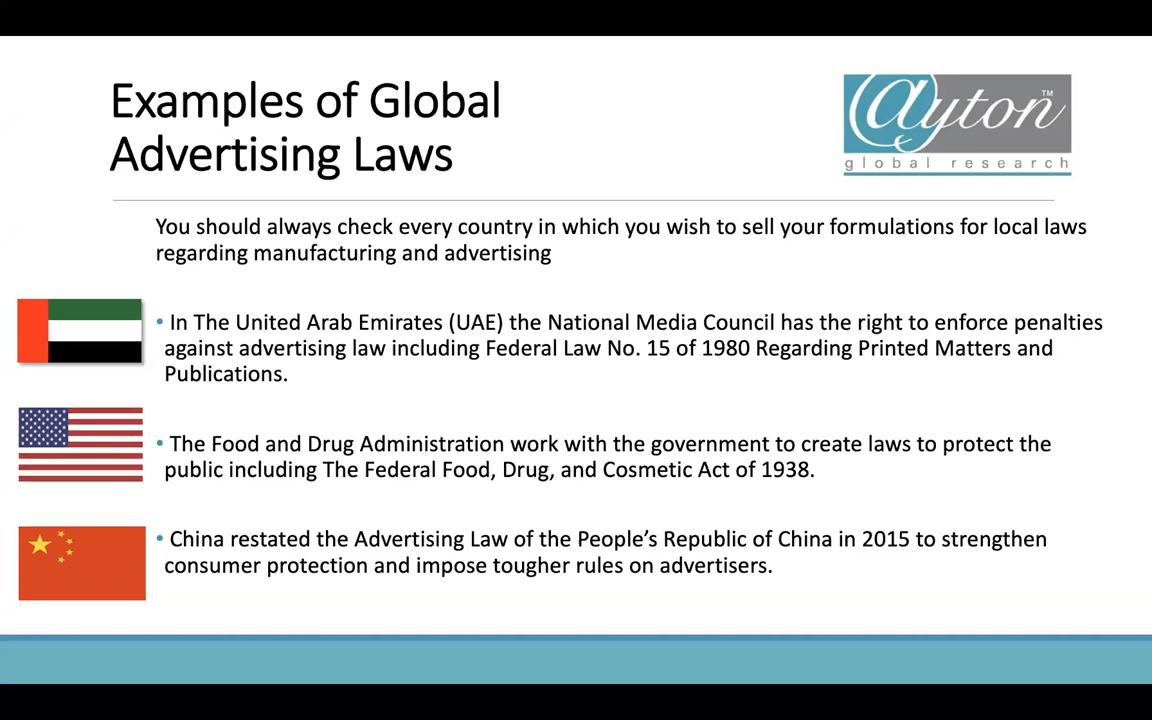 Examples of Global
Advertising Laws
@yton™
global research
You should always check every country in which you wish to sell your formulations for local laws
regarding manufacturing and advertising
• In The United Arab Emirates (UAE) the National Media Council has the right to enforce penalties
against advertising law including Federal Law No. 15 of 1980 Regarding Printed Matters and
Publications.
• The Food and Drug Administration work with the government to create laws to protect the
public including The Federal Food, Drug, and Cosmetic Act of 1938.
• China restated the Advertising Law of the People’s Republic of China in 2015 to strengthen
consumer protection and impose tougher rules on advertisers.